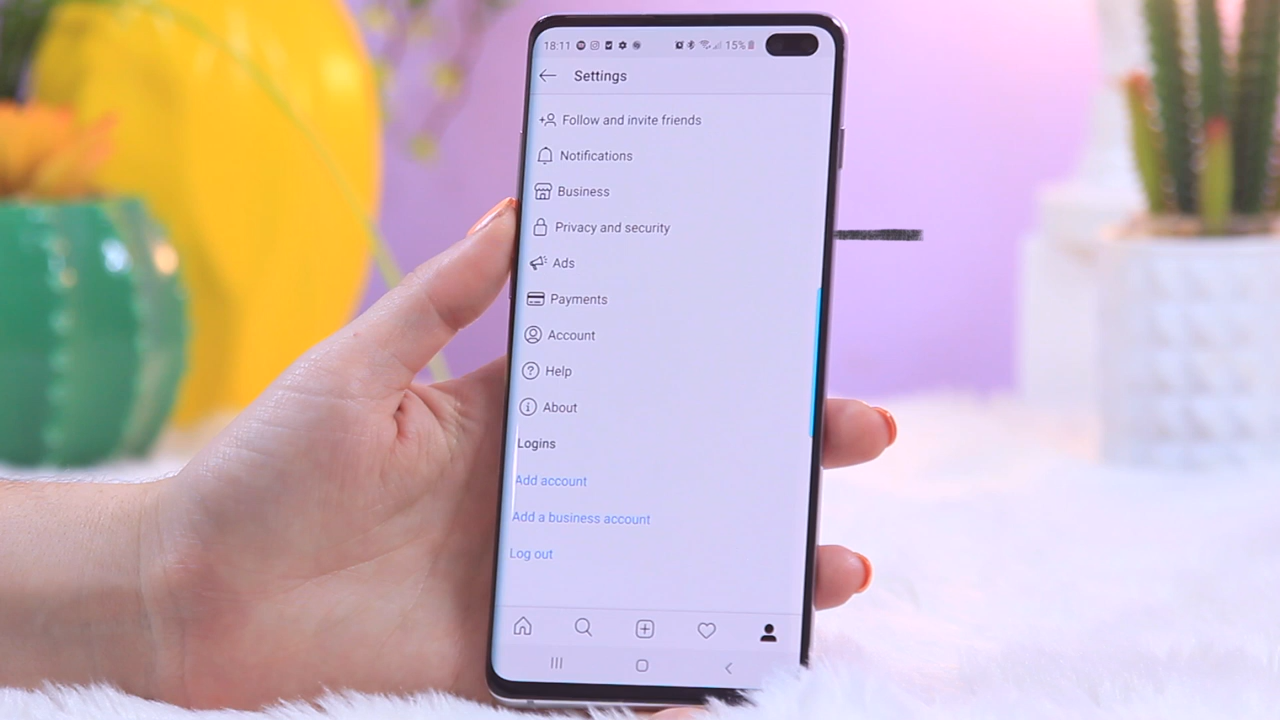 18:11 15%
Settings
Follow and invite friends
Notifications
Business
Privacy and security
Ads
Payments
Account
Help
About
Logins
Add account
Add a business account
Log out